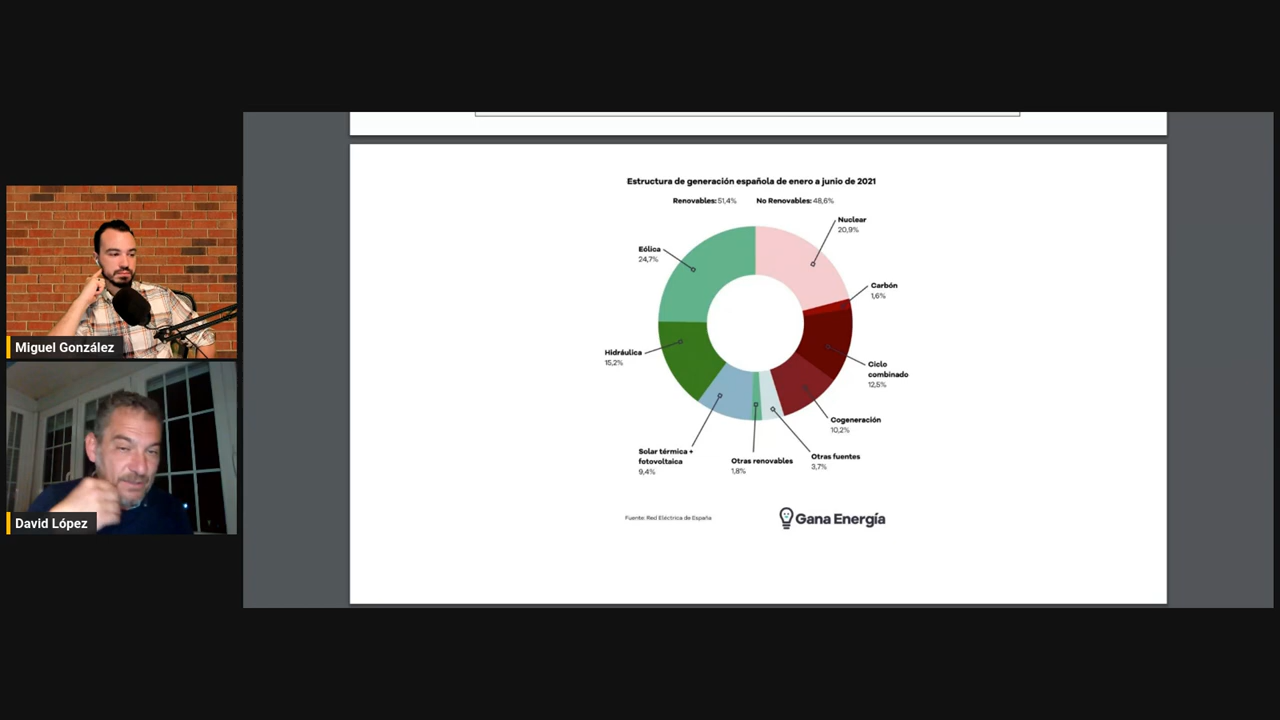 Miguel González
David López
Estructura de generación española de enero a junio de 2021
Renovables: 51,4% No Renovables: 48,6%
Nuclear
20,9%
Eólica
24,7%
Carbón
1,6%
Hidráulica
15,2%
Ciclo
combinado
12,5%
Cogeneración
10,2%
Solar térmica +
fotovoltaica
9,4%
Otras renovables
1,8%
Otras fuentes
3,7%
Fuente: Red Eléctrica de España
Gana Energía